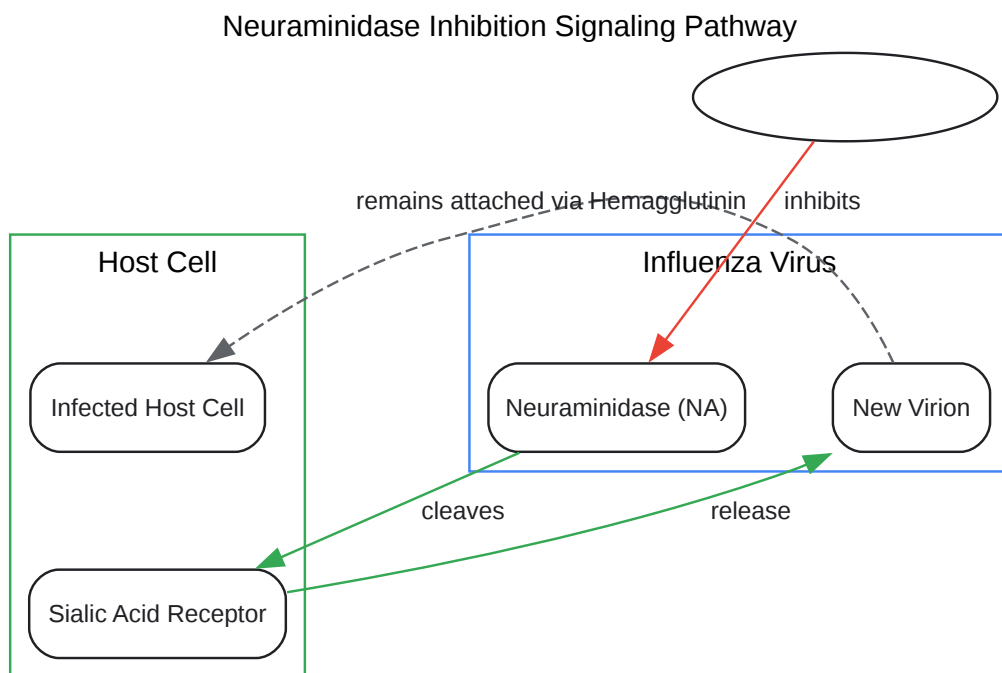 Neuraminidase Inhibition Signaling Pathway
remains attached via Hemagglutinin
inhibits
Host Cell
Influenza Virus
Infected Host Cell
Neuraminidase (NA)
New Virion
cleaves
release
Sialic Acid Receptor